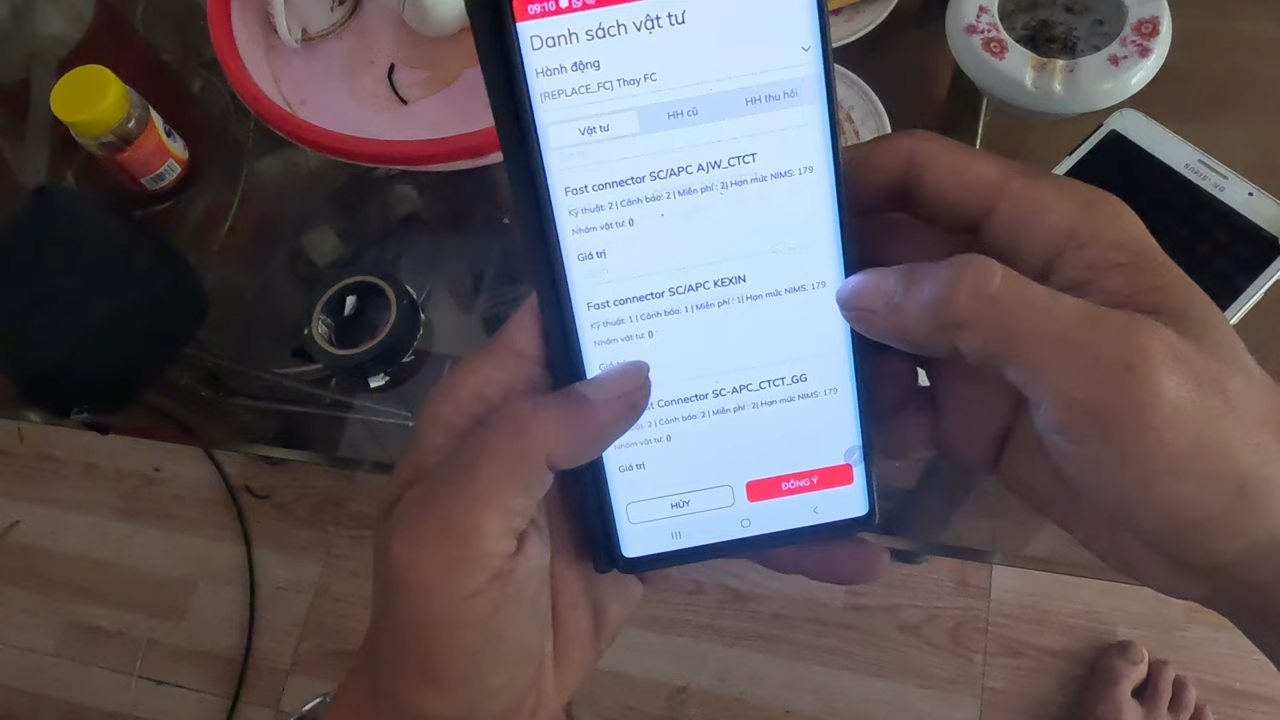 09:10
Danh sách vật tư
Hành động
[REPLACE_FC] Thay FC
Vật tư
HH cũ
HH thu hồi
Fast connector SC/APC AJW_CTCT
Kỹ thuật: 2 | Cảnh báo: 2 | Miễn phí : 2| Hạn mức NIMS: 179
Nhóm vật tư: 0
Giá trị
Fast connector SC/APC KEXIN
Kỹ thuật: 1 | Cảnh báo: 1 | Miễn phí : 1| Hạn mức NIMS: 179
Nhóm vật tư: 0
Giá
Connector SC-APC_CTCT_GG
2 | Cảnh báo: 2 | Miễn phí : 2| Hạn mức NIMS: 179
Nhóm vật tư: 0
Giá trị
HỦY
ĐỒNG Ý
SAMSUNG